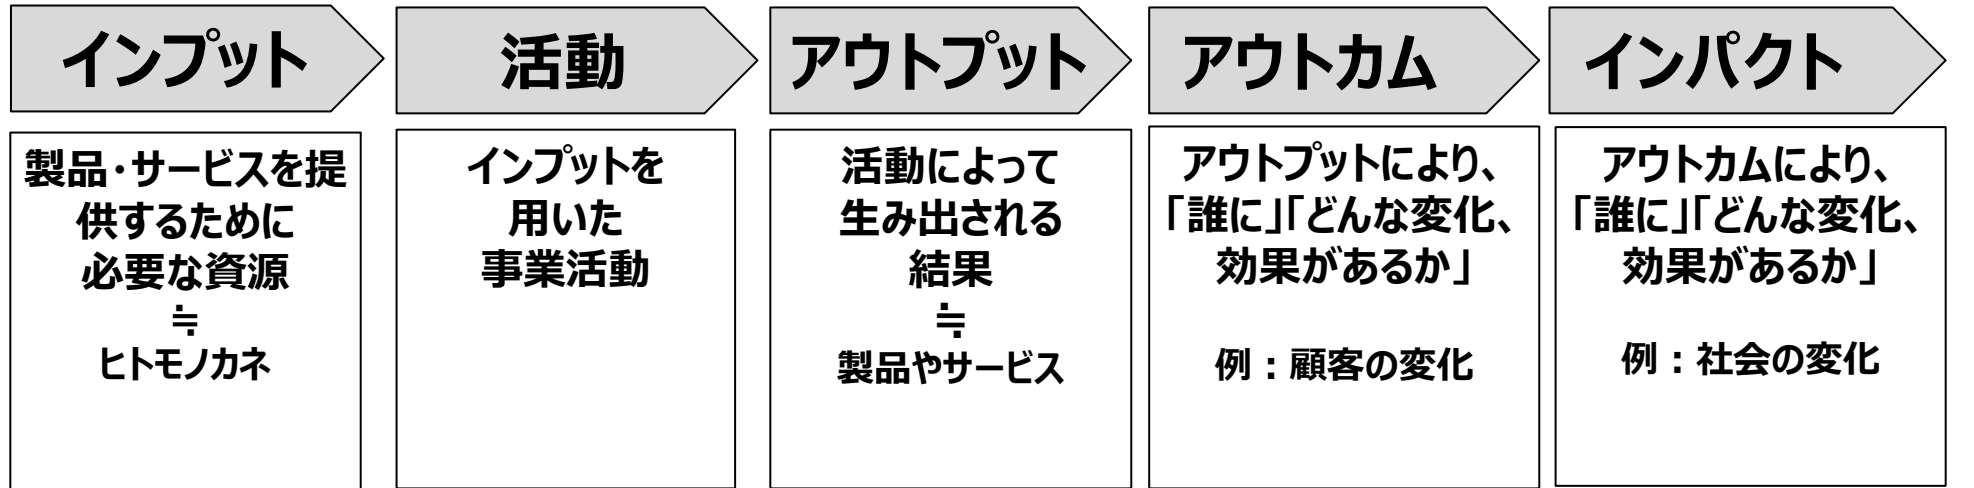 インプット
活動
アウトプット
アウトカム
インパクト
製品・サービスを提
供するために
必要な資源
≒
ヒトモノカネ
インプットを
用いた
事業活動
活動によって
生み出される
結果
≒
製品やサービス
アウトプットにより、
「誰に」「どんな変化、
効果があるか」
例：顧客の変化
アウトカムにより、
「誰に」「どんな変化、
効果があるか」
例：社会の変化